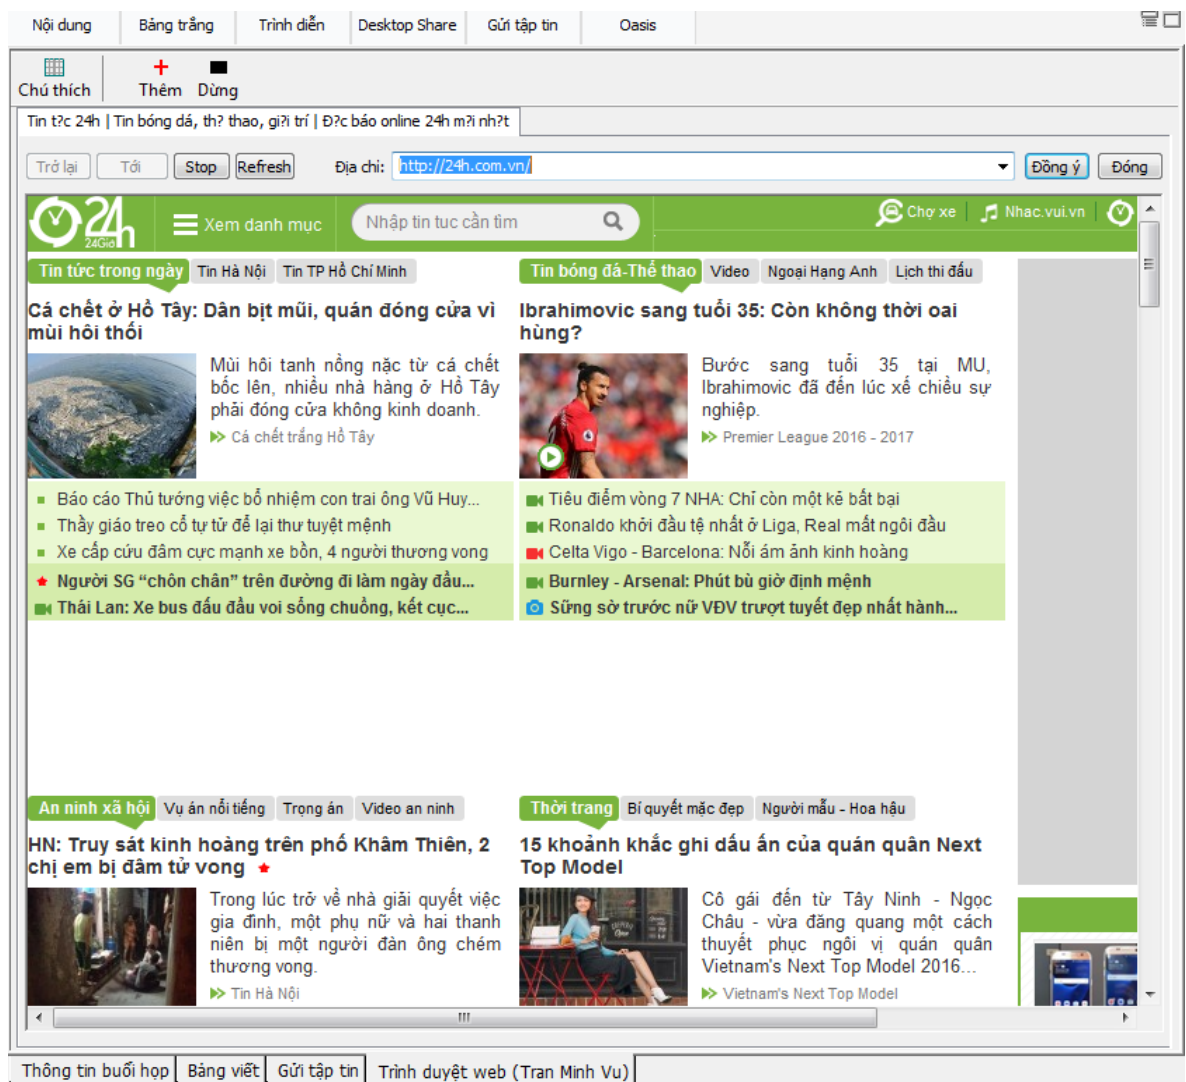 Nội dung
Bảng trắng
Trình diễn
Desktop Share
Gửi tập tin
Oasis
Chú thích
Thêm
Dừng
Tin t?c 24h | Tin bóng dá, th? thao, gi?i trí | Đ?c báo online 24h m?i nh?t
Trở lại
Tới
Stop
Refresh
Địa chỉ:
http://24h.com.vn/
Đồng ý
Đóng
24h
24Giờ
Xem danh mục
Nhập tin tuc cần tìm
Chợ xe
Nhac.vui.vn
Tin tức trong ngày
Tin Hà Nội
Tin TP Hồ Chí Minh
Cá chết ở Hồ Tây: Dân bịt mũi, quán đóng cửa vì
mùi hôi thối
Mùi hôi tanh nồng nặc từ cá chết
bốc lên, nhiều nhà hàng ở Hồ Tây
phải đóng cửa không kinh doanh.
Cá chết trắng Hồ Tây
Báo cáo Thủ tướng việc bổ nhiệm con trai ông Vũ Huy...
Thầy giáo treo cổ tự tử để lại thư tuyệt mệnh
Xe cấp cứu đâm cực mạnh xe bồn, 4 người thương vong
Người SG “chôn chân” trên đường đi làm ngày đầu...
Thái Lan: Xe bus đấu đầu voi sổng chuồng, kết cục...
Tin bóng đá-Thể thao
Video
Ngoại Hạng Anh
Lịch thi đấu
Ibrahimovic sang tuổi 35: Còn không thời oai
hùng?
Bước sang tuổi 35 tại MU,
Ibrahimovic đã đến lúc xế chiều sự
nghiệp.
Premier League 2016 - 2017
Tiêu điểm vòng 7 NHA: Chỉ còn một kẻ bất bại
Ronaldo khởi đầu tệ nhất ở Liga, Real mất ngôi đầu
Celta Vigo - Barcelona: Nỗi ám ảnh kinh hoàng
Burnley - Arsenal: Phút bù giờ định mệnh
Sững sờ trước nữ VĐV trượt tuyết đẹp nhất hành...
An ninh xã hội
Vụ án nổi tiếng
Trọng án
Video an ninh
HN: Truy sát kinh hoàng trên phố Khâm Thiên, 2
chị em bị đâm tử vong
Trong lúc trở về nhà giải quyết việc
gia đình, một phụ nữ và hai thanh
niên bị một người đàn ông chém
thương vong.
Tin Hà Nội
Thời trang
Bí quyết mặc đẹp
Người mẫu - Hoa hậu
15 khoảnh khắc ghi dấu ấn của quán quân Next
Top Model
Cô gái đến từ Tây Ninh - Ngọc
Châu - vừa đăng quang một cách
thuyết phục ngôi vị quán quân
Vietnam's Next Top Model 2016...
Vietnam's Next Top Model
Thông tin buổi họp
Bảng viết
Gửi tập tin
Trình duyệt web (Tran Minh Vu)